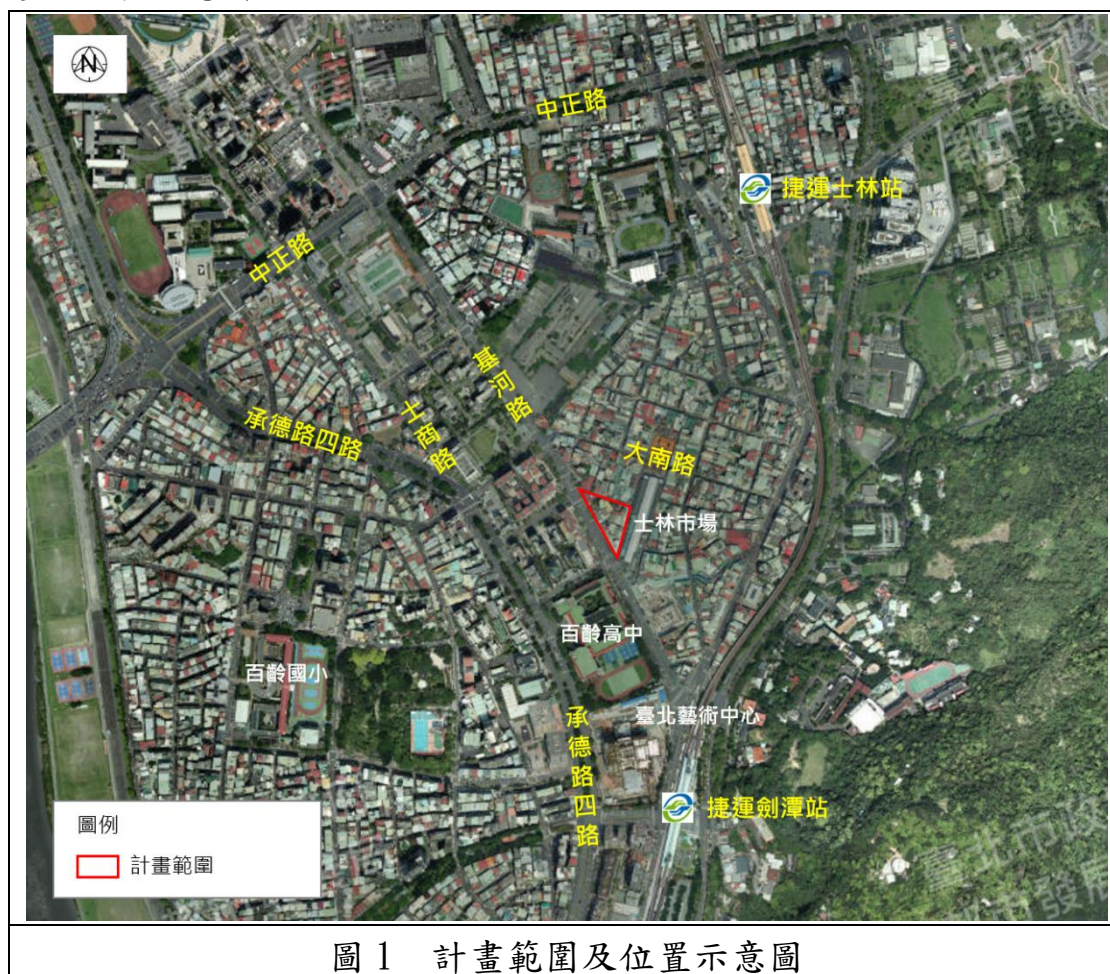 N
中正路
捷運士林站
中正路
基河路
士商路
承德路四路
大南路
士林市場
百齡高中
百齡國小
臺北藝術中心
承德路四路
捷運劍潭站
圖例
計畫範圍
圖1 計畫範圍及位置示意圖